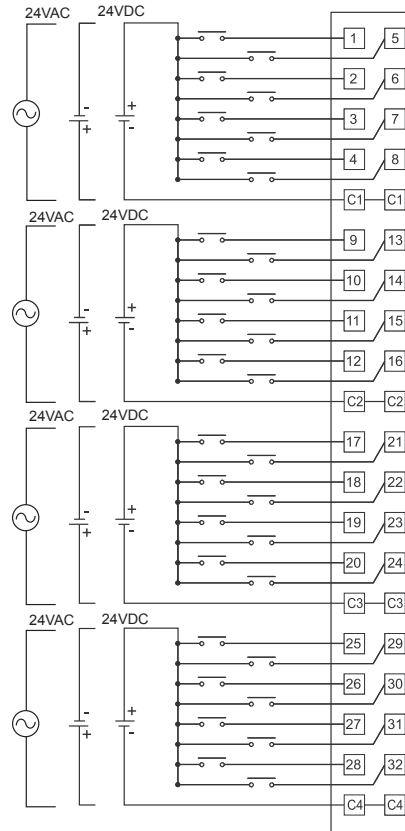 24VAC 24VDC
- + + -
1 5
2 6
3 7
4 8
C1 C1
24VAC 24VDC
- + + -
9 13
10 14
11 15
12 16
C2 C2
24VAC 24VDC
- + + -
17 21
18 22
19 23
20 24
C3 C3
24VAC 24VDC
- + + -
25 29
26 30
27 31
28 32
C4 C4